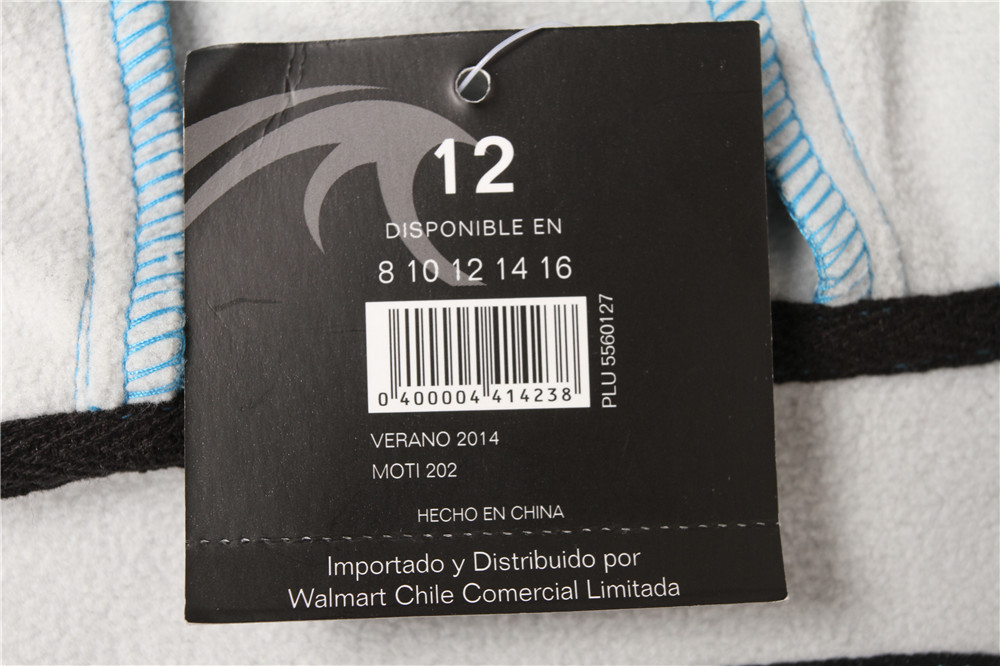 12
DISPONIBLE EN
8 10 12 14 16
0 400004 414238
PLU 5560127
VERANO 2014
MOTI 202
HECHO EN CHINA
Importado y Distribuido por
Walmart Chile Comercial Limitada